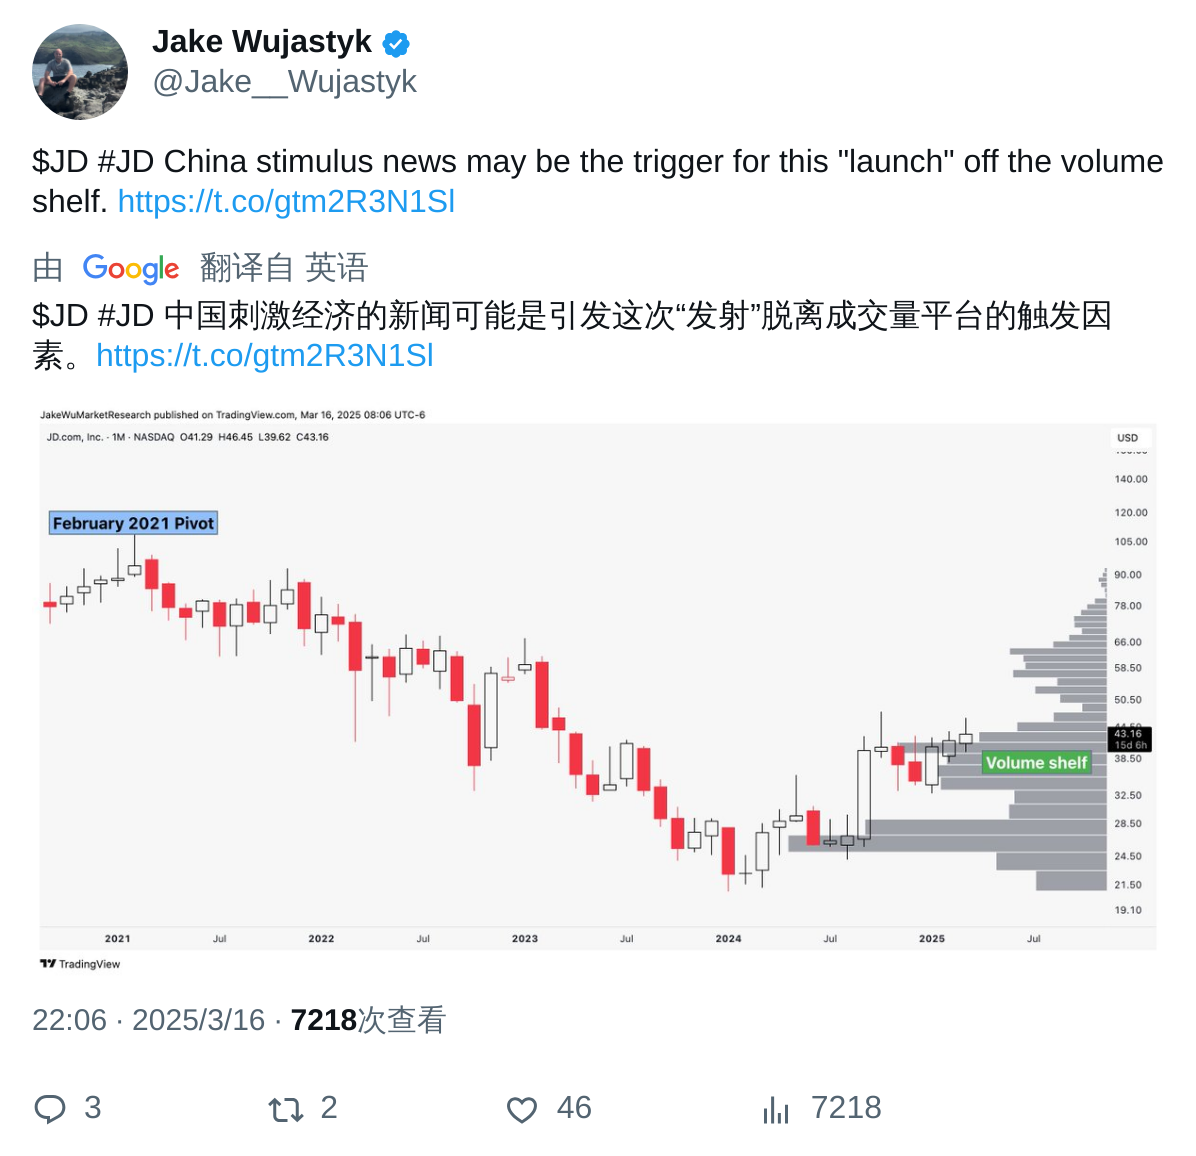 Jake Wujastyk
@Jake__Wujastyk
$JD #JD China stimulus news may be the trigger for this "launch" off the volume
shelf. https://t.co/gtm2R3N1Sl
由 Google 翻译自 英语
$JD #JD 中国刺激经济的新闻可能是引发这次“发射”脱离成交量平台的触发因
素。https://t.co/gtm2R3N1Sl
JakeWuMarketResearch published on TradingView.com, Mar 16, 2025 08:06 UTC-6
JD.com, Inc. · 1M · NASDAQ O41.29 H46.45 L39.62 C43.16
USD
140.00
February 2021 Pivot
120.00
105.00
90.00
78.00
66.00
58.50
50.50
43.16
15d 6h
Volume shelf
38.50
32.50
28.50
24.50
21.50
19.10
2021 Jul 2022 Jul 2023 Jul 2024 Jul 2025 Jul
TradingView
22:06 · 2025/3/16 · 7218次查看
3 2 46 7218